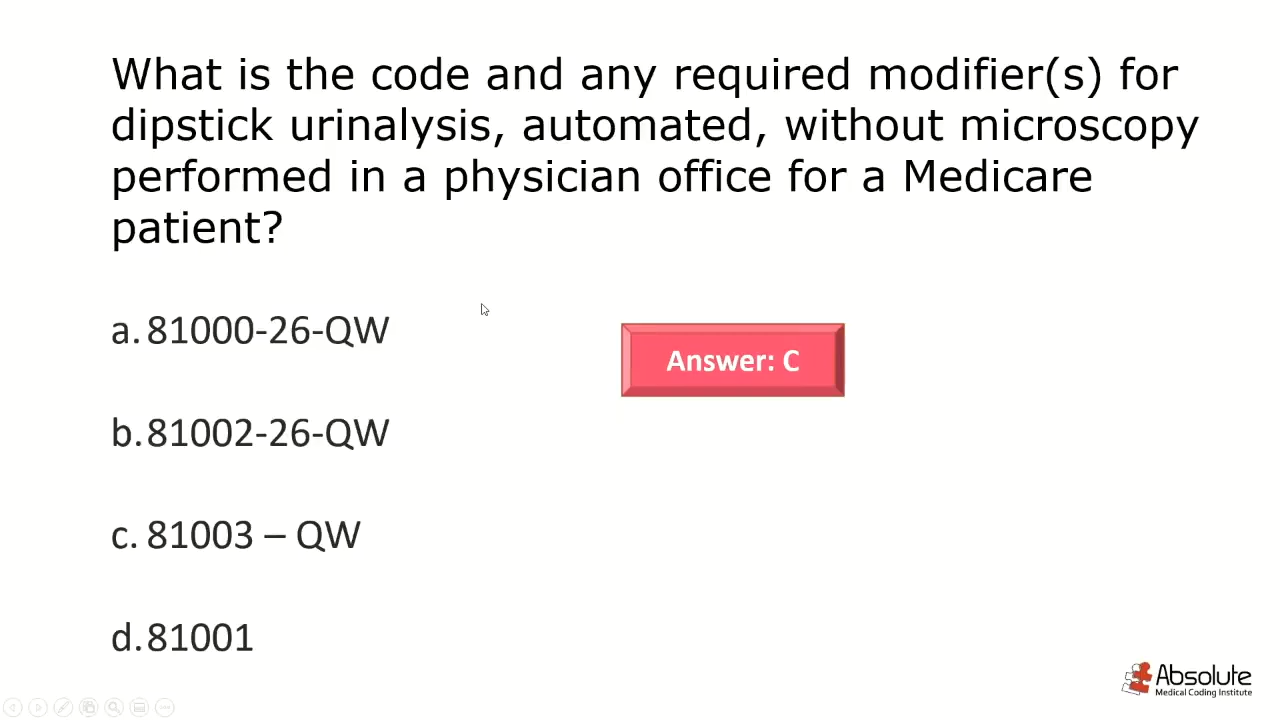 What is the code and any required modifier(s) for
dipstick urinalysis, automated, without microscopy
performed in a physician office for a Medicare
patient?
a. 81000-26-QW
Answer: C
b. 81002-26-QW
c. 81003 – QW
d. 81001
Absolute
Medical Coding Institute